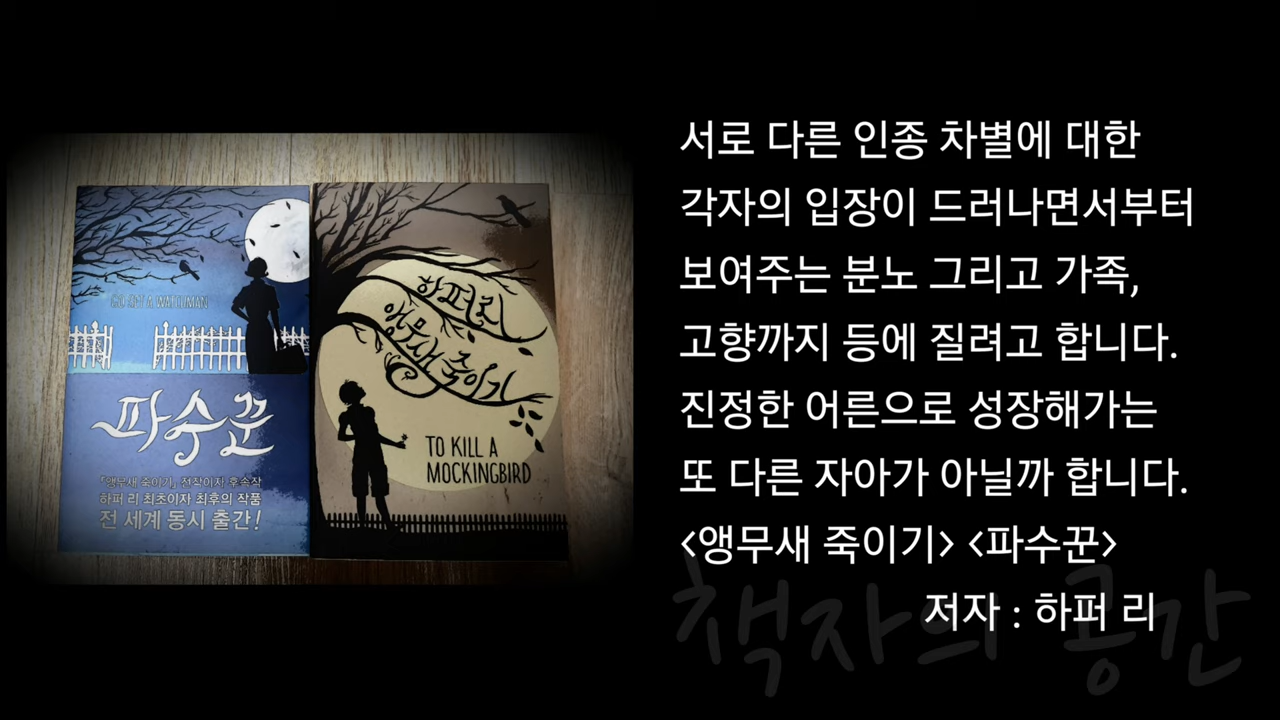 GO SET A WATCHMAN
파수꾼
「앵무새 죽이기」 전작이자 후속작
하퍼 리 최초이자 최후의 작품
전 세계 동시 출간!
하퍼 리
앵무새 죽이기
TO KILL A
MOCKINGBIRD
서로 다른 인종 차별에 대한
각자의 입장이 드러나면서부터
보여주는 분노 그리고 가족,
고향까지 등에 질려고 합니다.
진정한 어른으로 성장해가는
또 다른 자아가 아닐까 합니다.
<앵무새 죽이기> <파수꾼>
저자 : 하퍼 리
책자의 공간